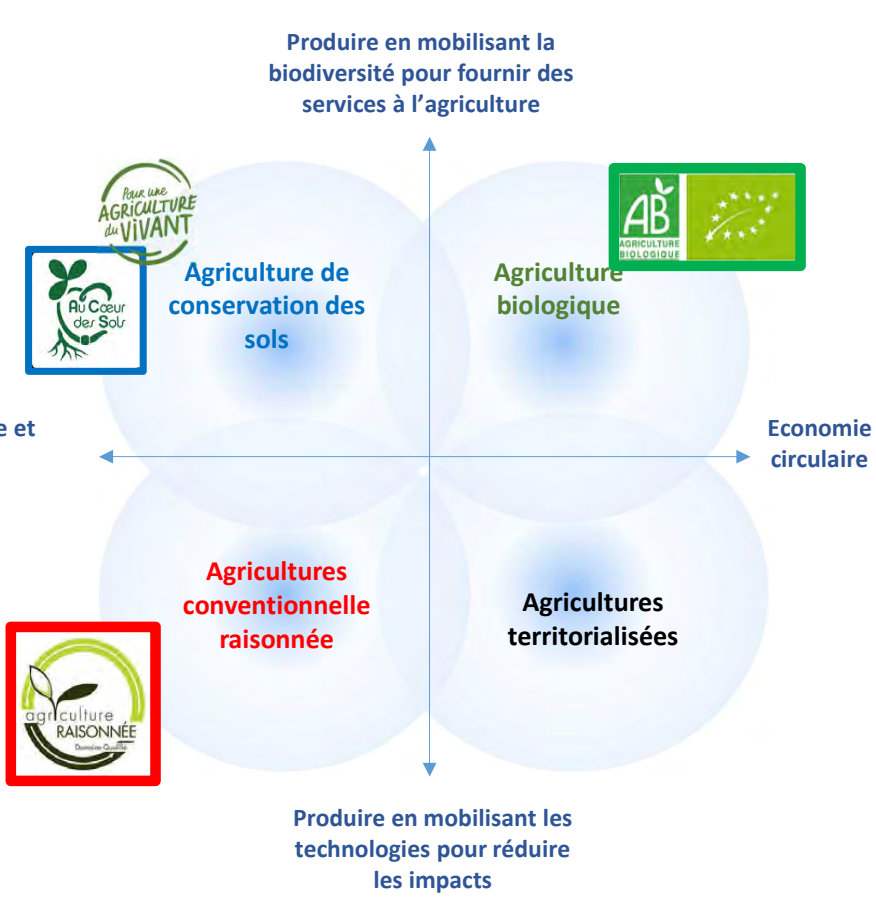 Produire en mobilisant la
biodiversité pour fournir des
services à l'agriculture
Pour une
AGRICULTURE
du VIVANT
AB
AGRICULTURE
BIOLOGIQUE
Agriculture de
conservation des
sols
Agriculture
biologique
Au Cœur
des Sols
e et
Economie
circulaire
Agricultures
conventionnelle
raisonnée
Agricultures
territorialisées
agriculture
RAISONNÉE
Domaine Qualifié
Produire en mobilisant les
technologies pour réduire
les impacts